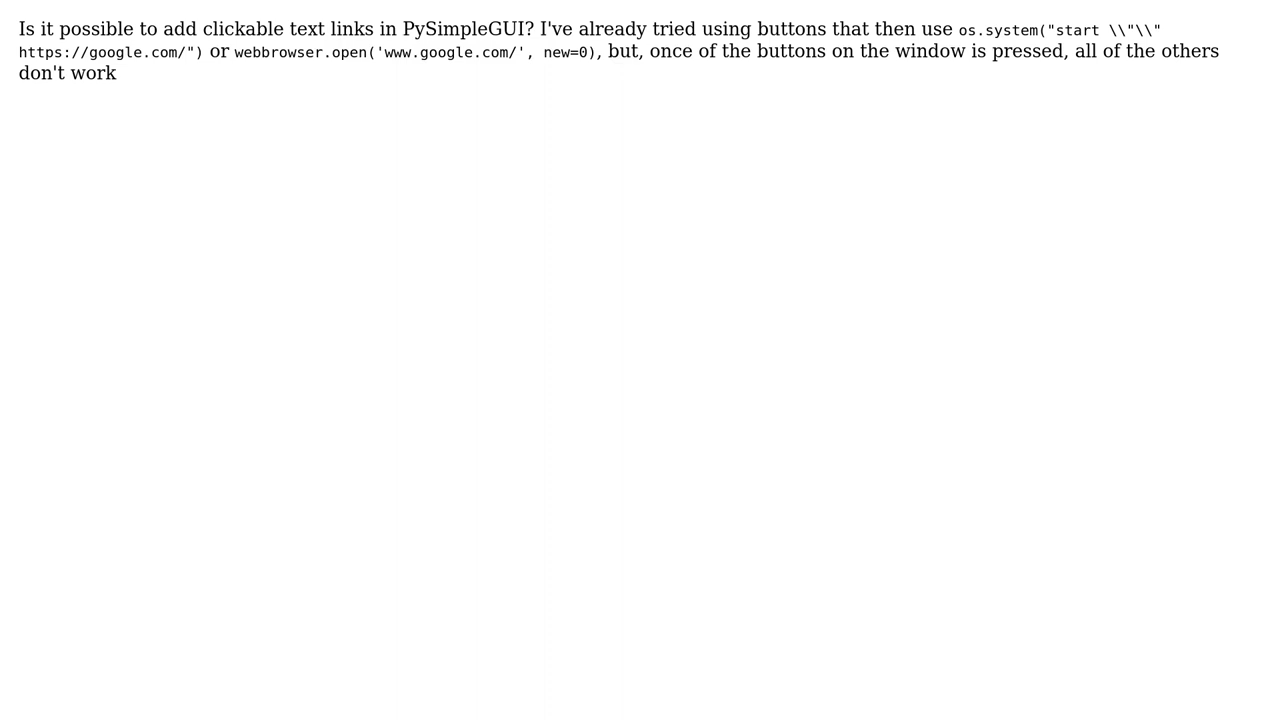 Is it possible to add clickable text links in PySimpleGUI? I've already tried using buttons that then use os.system("start \\"\\"
https://google.com/") or webbrowser.open('www.google.com/', new=0), but, once of the buttons on the window is pressed, all of the others
don't work